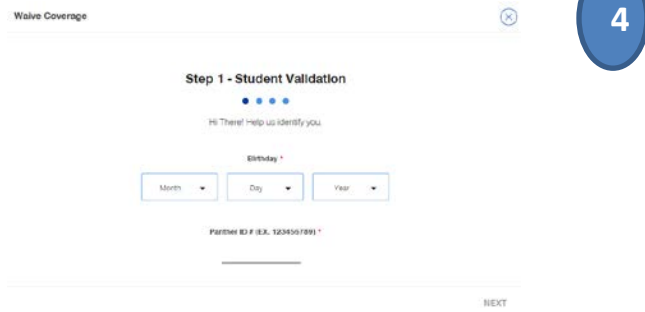 Waive Coverage
4
Step 1 - Student Validation
Hi There! Help us identify you.
Birthday *
Month Day Year
Panther ID # (EX. 123456789) *
NEXT